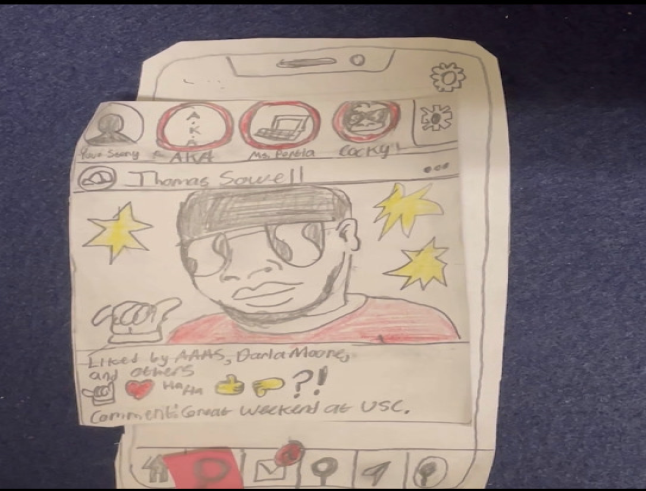 A.
K.
A
Your Story
AKA
Ms. Portia
Cocky!
Thomas Sowell
Liked by AAAS, Darla Moore,
and others
Ha
Ha
?!
Comment: Great Weekend at USC.